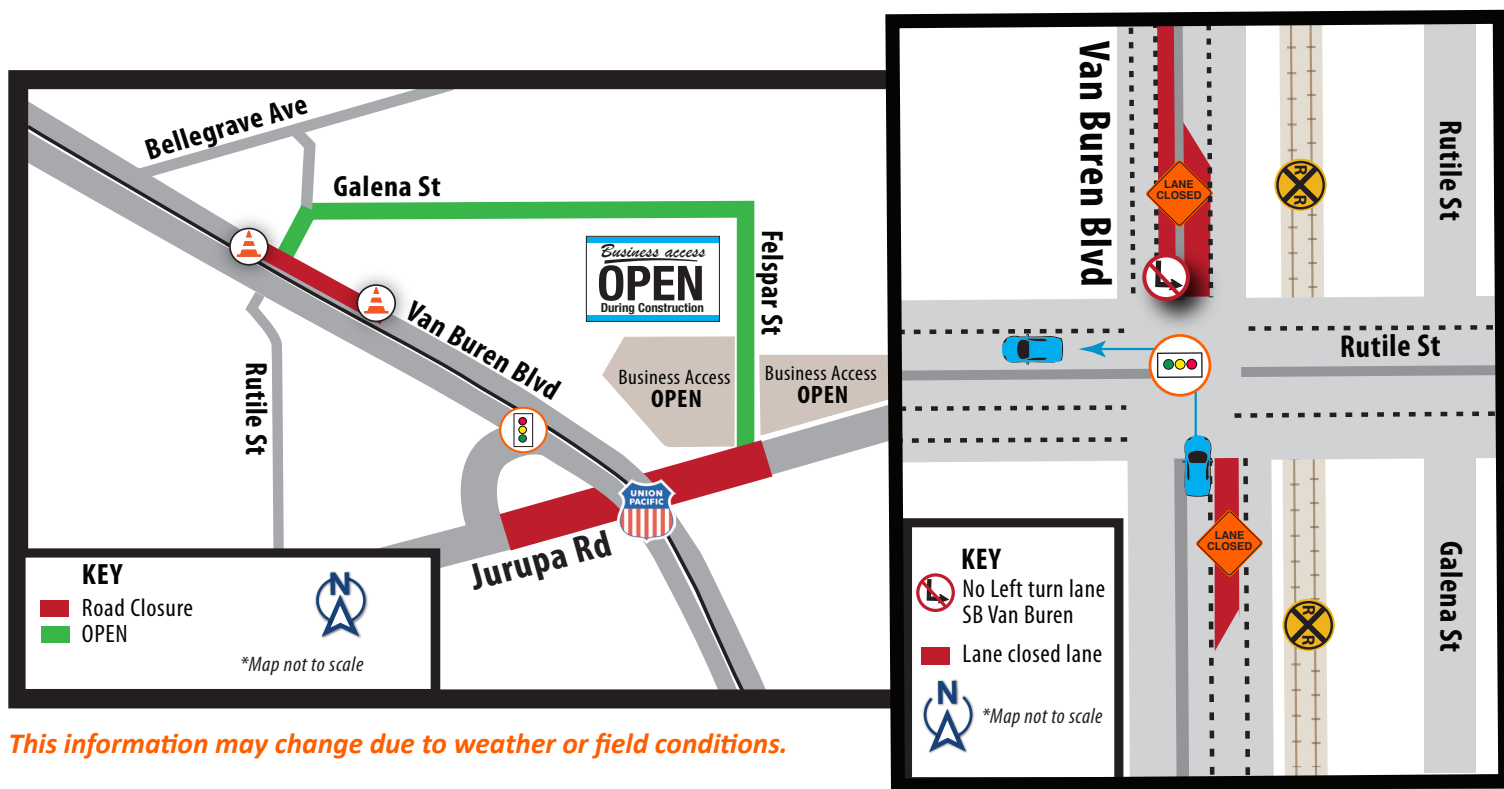 Bellegrave Ave
Galena St
Felspar St
Business access
OPEN
During Construction
Van Buren Blvd
Rutile St
Business Access
OPEN
Business Access
OPEN
UNION
PACIFIC
Jurupa Rd
KEY
Road Closure
OPEN
N
*Map not to scale
This information may change due to weather or field conditions.
Van Buren Blvd
Rutile St
LANE
CLOSED
R R
Rutile St
LANE
CLOSED
R R
Galena St
KEY
No Left turn lane
SB Van Buren
Lane closed lane
N
*Map not to scale